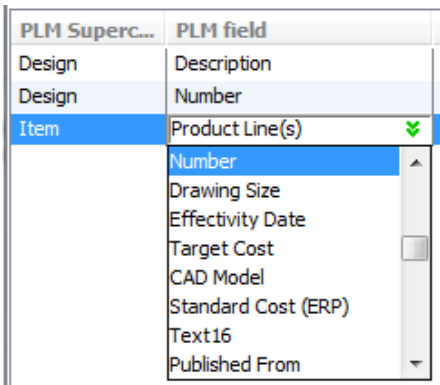 PLM Superc... PLM field
Design Description
Design Number
Item Product Line(s)
Number
Drawing Size
Effectivity Date
Target Cost
CAD Model
Standard Cost (ERP)
Text16
Published From